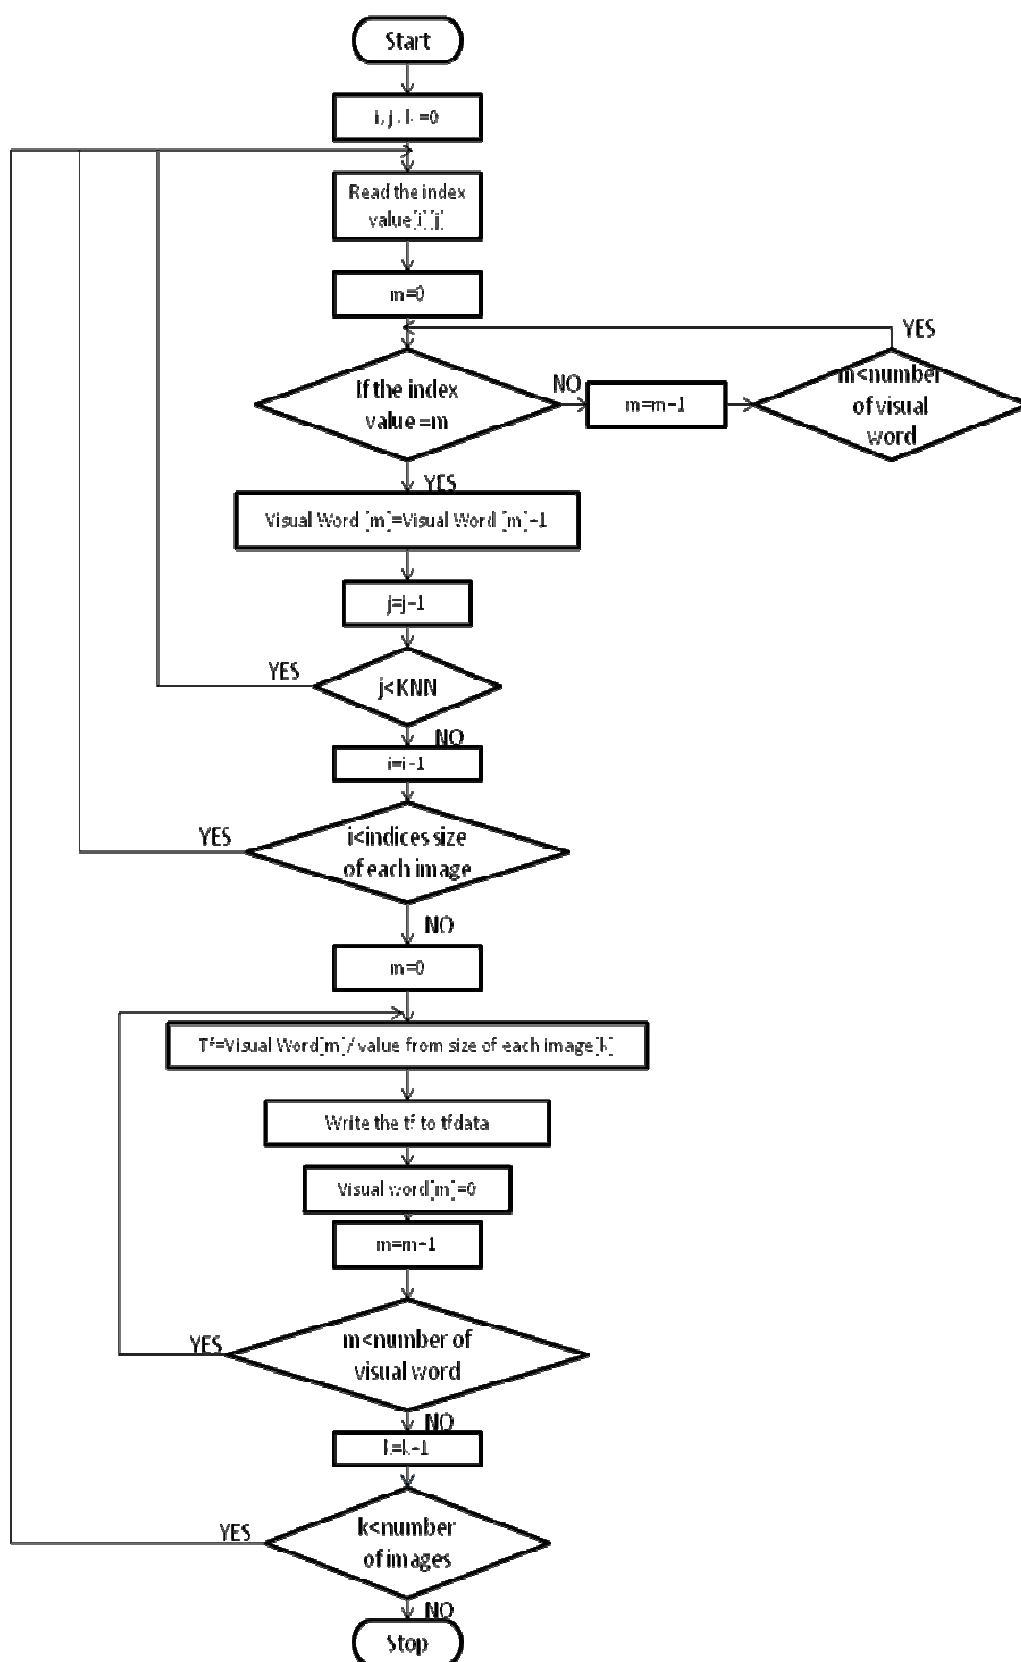 Start
i, j, k=0
Read the index
value[i][j]
m=0
YES
If the index
value =m
NO
m=m+1
m<number
of visual
word
YES
Visual Word [m]=Visual Word [m]+1
j=j+1
YES
j<KNN
NO
i=i+1
YES
i<indices size
of each image
NO
m=0
Tf=Visual Word[m]/ value from size of each image[k]
Write the tf to tfdata
Visual word[m]=0
m=m+1
YES
m<number of
visual word
NO
k=k+1
YES
k<number
of images
NO
Stop